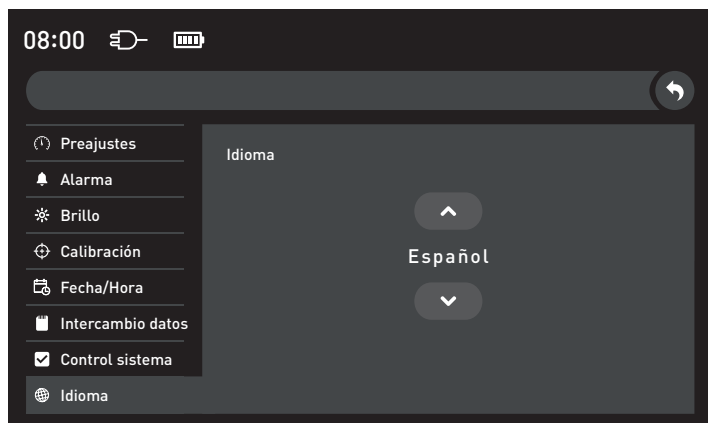 08:00
Preajustes
Alarma
Brillo
Calibración
Fecha/Hora
Intercambio datos
Control sistema
Idioma
Idioma
Español